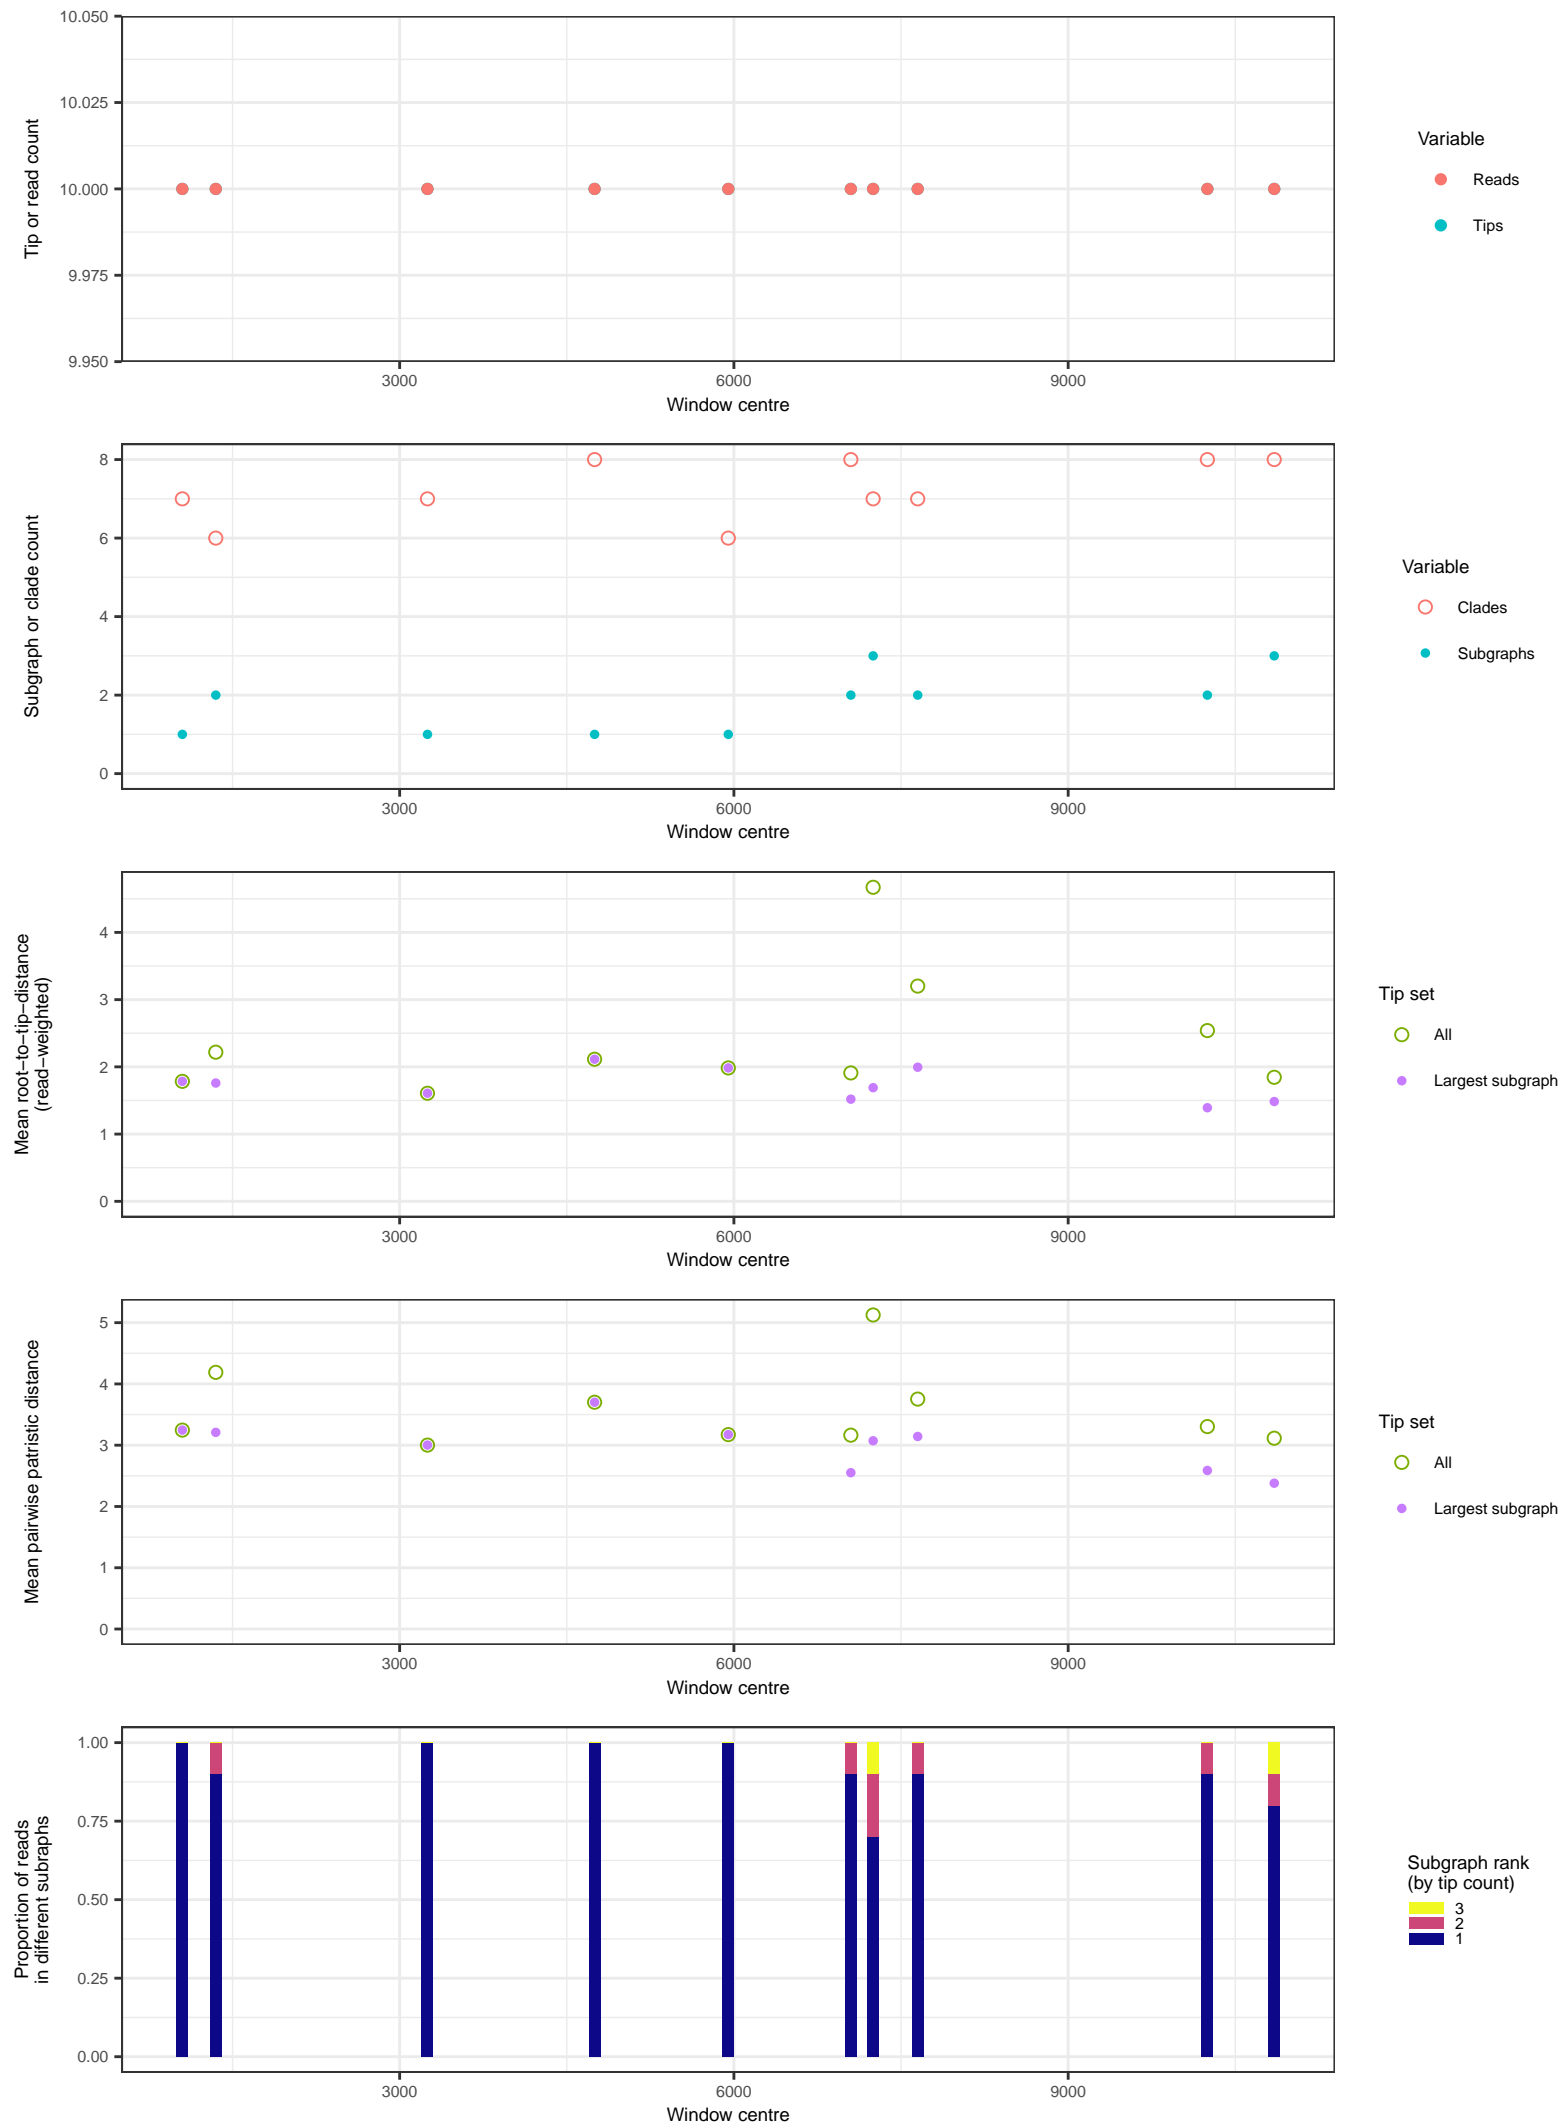 10.050
10.025
10.000
9.975
9.950
Tip or read count
3000
6000
9000
Window centre
Variable
Reads
Tips
8
6
4
2
0
Subgraph or clade count
3000
6000
9000
Window centre
Variable
Clades
Subgraphs
4
3
2
1
0
Mean root−to−tip−distance
(read−weighted)
3000
6000
9000
Window centre
Tip set
All
Largest subgraph
5
4
3
2
1
0
Mean pairwise patristic distance
3000
6000
9000
Window centre
Tip set
All
Largest subgraph
1.00
0.75
0.50
0.25
0.00
Proportion of reads
in different subraphs
3000
6000
9000
Window centre
Subgraph rank
(by tip count)
3
2
1